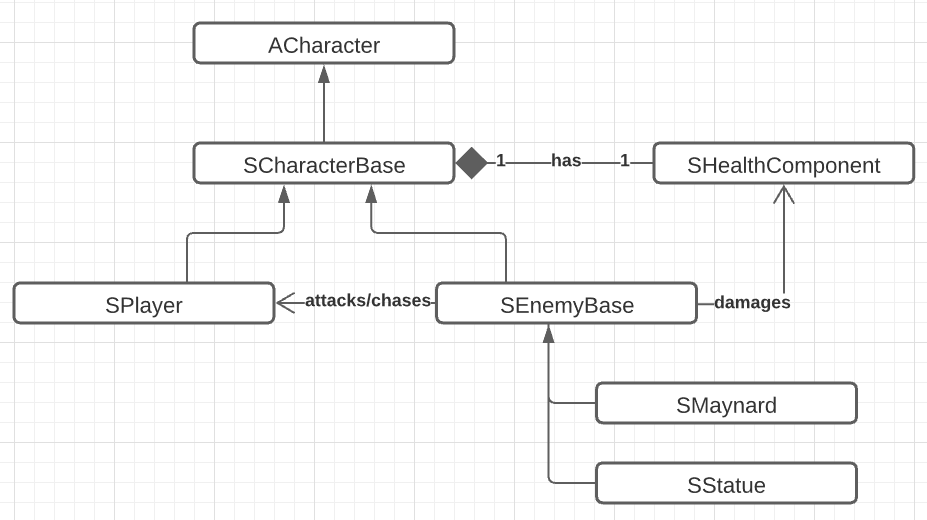 ACharacter
SCharacterBase
1 has 1
SHealthComponent
SPlayer
attacks/chases
SEnemyBase
damages
SMaynard
SStatue